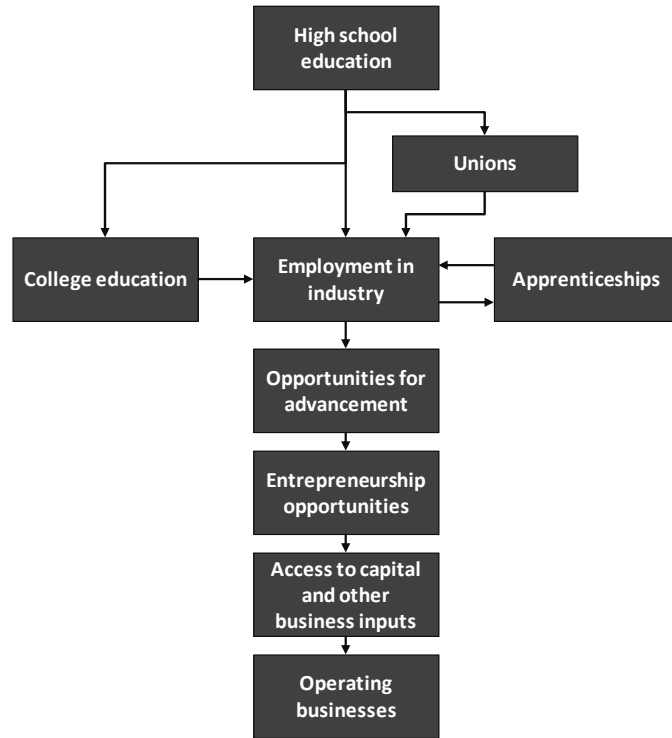 High school
education
Unions
College education
Employment in
industry
Apprenticeships
Opportunities for
advancement
Entrepreneurship
opportunities
Access to capital
and other
business inputs
Operating
businesses